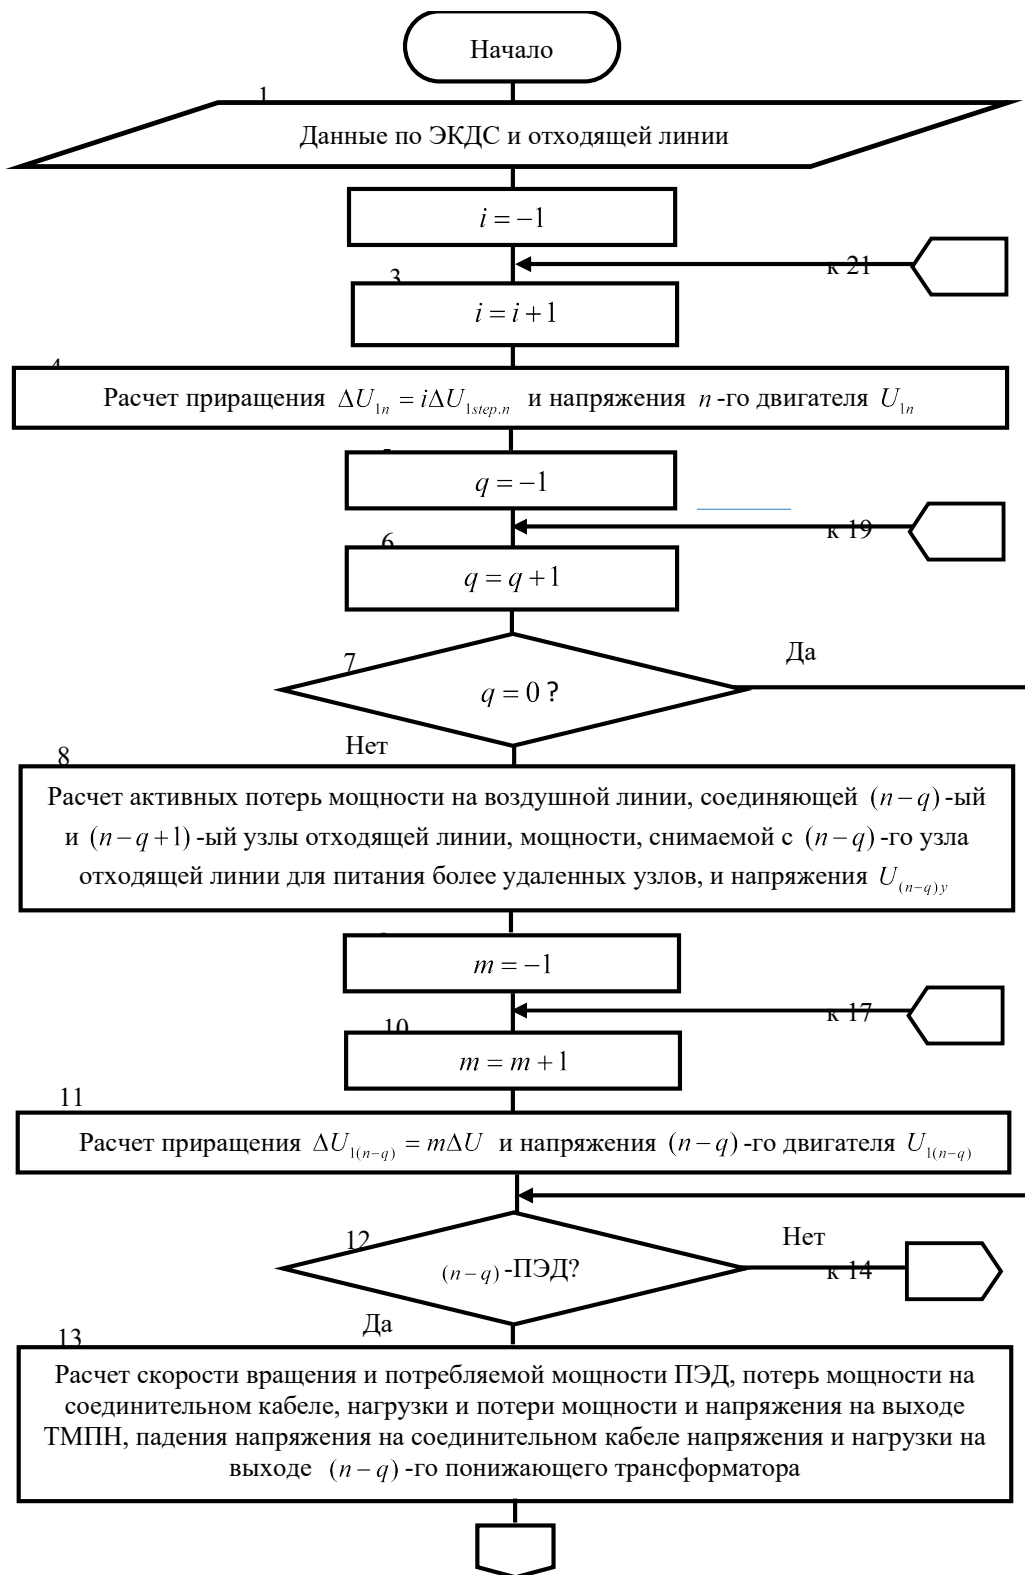 Начало
1
Данные по ЭКДС и отходящей линии
i = −1
к 21
3
i = i + 1
4
Расчет приращения ΔU₁ₙ = iΔU₁step.n и напряжения n -го двигателя U₁ₙ
q = −1
к 19
6
q = q + 1
7
Да
q = 0 ?
Нет
8
Расчет активных потерь мощности на воздушной линии, соединяющей (n − q) -ый
и (n − q + 1) -ый узлы отходящей линии, мощности, снимаемой с (n − q) -го узла
отходящей линии для питания более удаленных узлов, и напряжения U(n−q)y
m = −1
к 17
10
m = m + 1
11
Расчет приращения ΔU1(n−q) = mΔU и напряжения (n − q) -го двигателя U1(n−q)
12
Нет
(n − q) -ПЭД?
к 14
Да
13
Расчет скорости вращения и потребляемой мощности ПЭД, потерь мощности на
соединительном кабеле, нагрузки и потери мощности и напряжения на выходе
ТМПН, падения напряжения на соединительном кабеле напряжения и нагрузки на
выходе (n − q) -го понижающего трансформатора